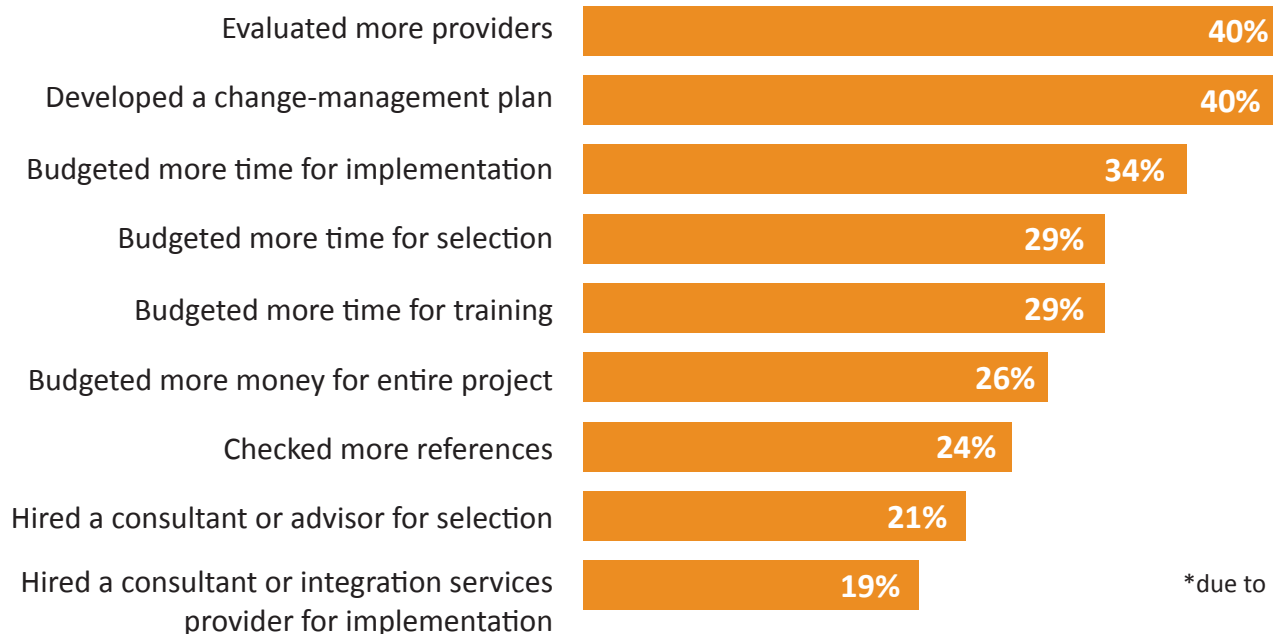 Evaluated more providers 40%
Developed a change-management plan 40%
Budgeted more time for implementation 34%
Budgeted more time for selection 29%
Budgeted more time for training 29%
Budgeted more money for entire project 26%
Checked more references 24%
Hired a consultant or advisor for selection 21%
Hired a consultant or integration services 19%
provider for implementation
*due to